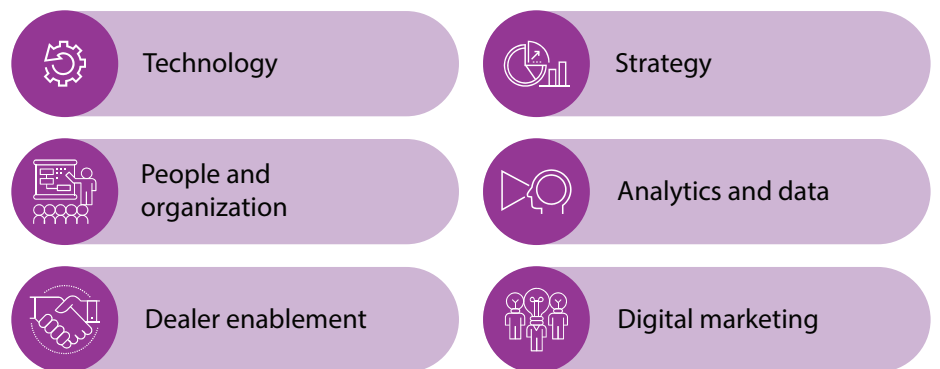 Technology
Strategy
People and
organization
Analytics and data
Dealer enablement
Digital marketing